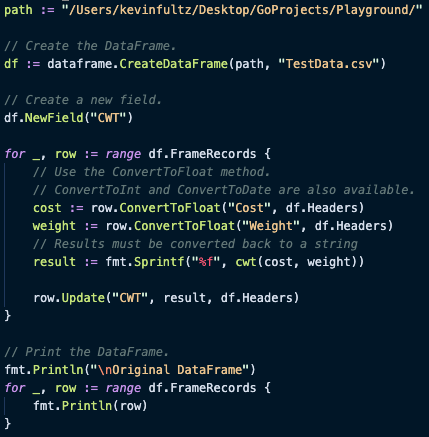 path := "/Users/kevinfultz/Desktop/GoProjects/Playground/"
// Create the DataFrame.
df := dataframe.CreateDataFrame(path, "TestData.csv")
// Create a new field.
df.NewField("CWT")
for _, row := range df.FrameRecords {
// Use the ConvertToFloat method.
// ConvertToInt and ConvertToDate are also available.
cost := row.ConvertToFloat("Cost", df.Headers)
weight := row.ConvertToFloat("Weight", df.Headers)
// Results must be converted back to a string
result := fmt.Sprintf("%f", cwt(cost, weight))
row.Update("CWT", result, df.Headers)
}
// Print the DataFrame.
fmt.Println("\nOriginal DataFrame")
for _, row := range df.FrameRecords {
fmt.Println(row)
}